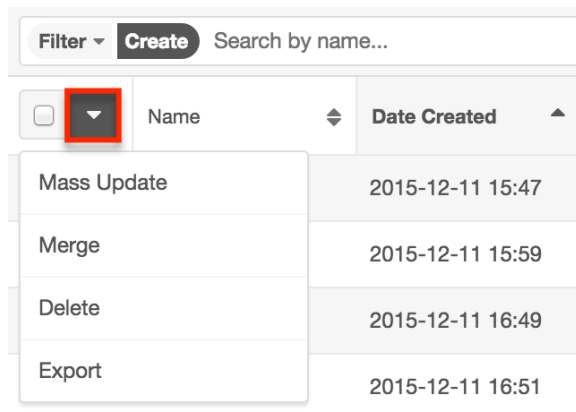 Filter Create Search by name...
Name Date Created
Mass Update 2015-12-11 15:47
Merge 2015-12-11 15:59
Delete 2015-12-11 16:49
Export 2015-12-11 16:51